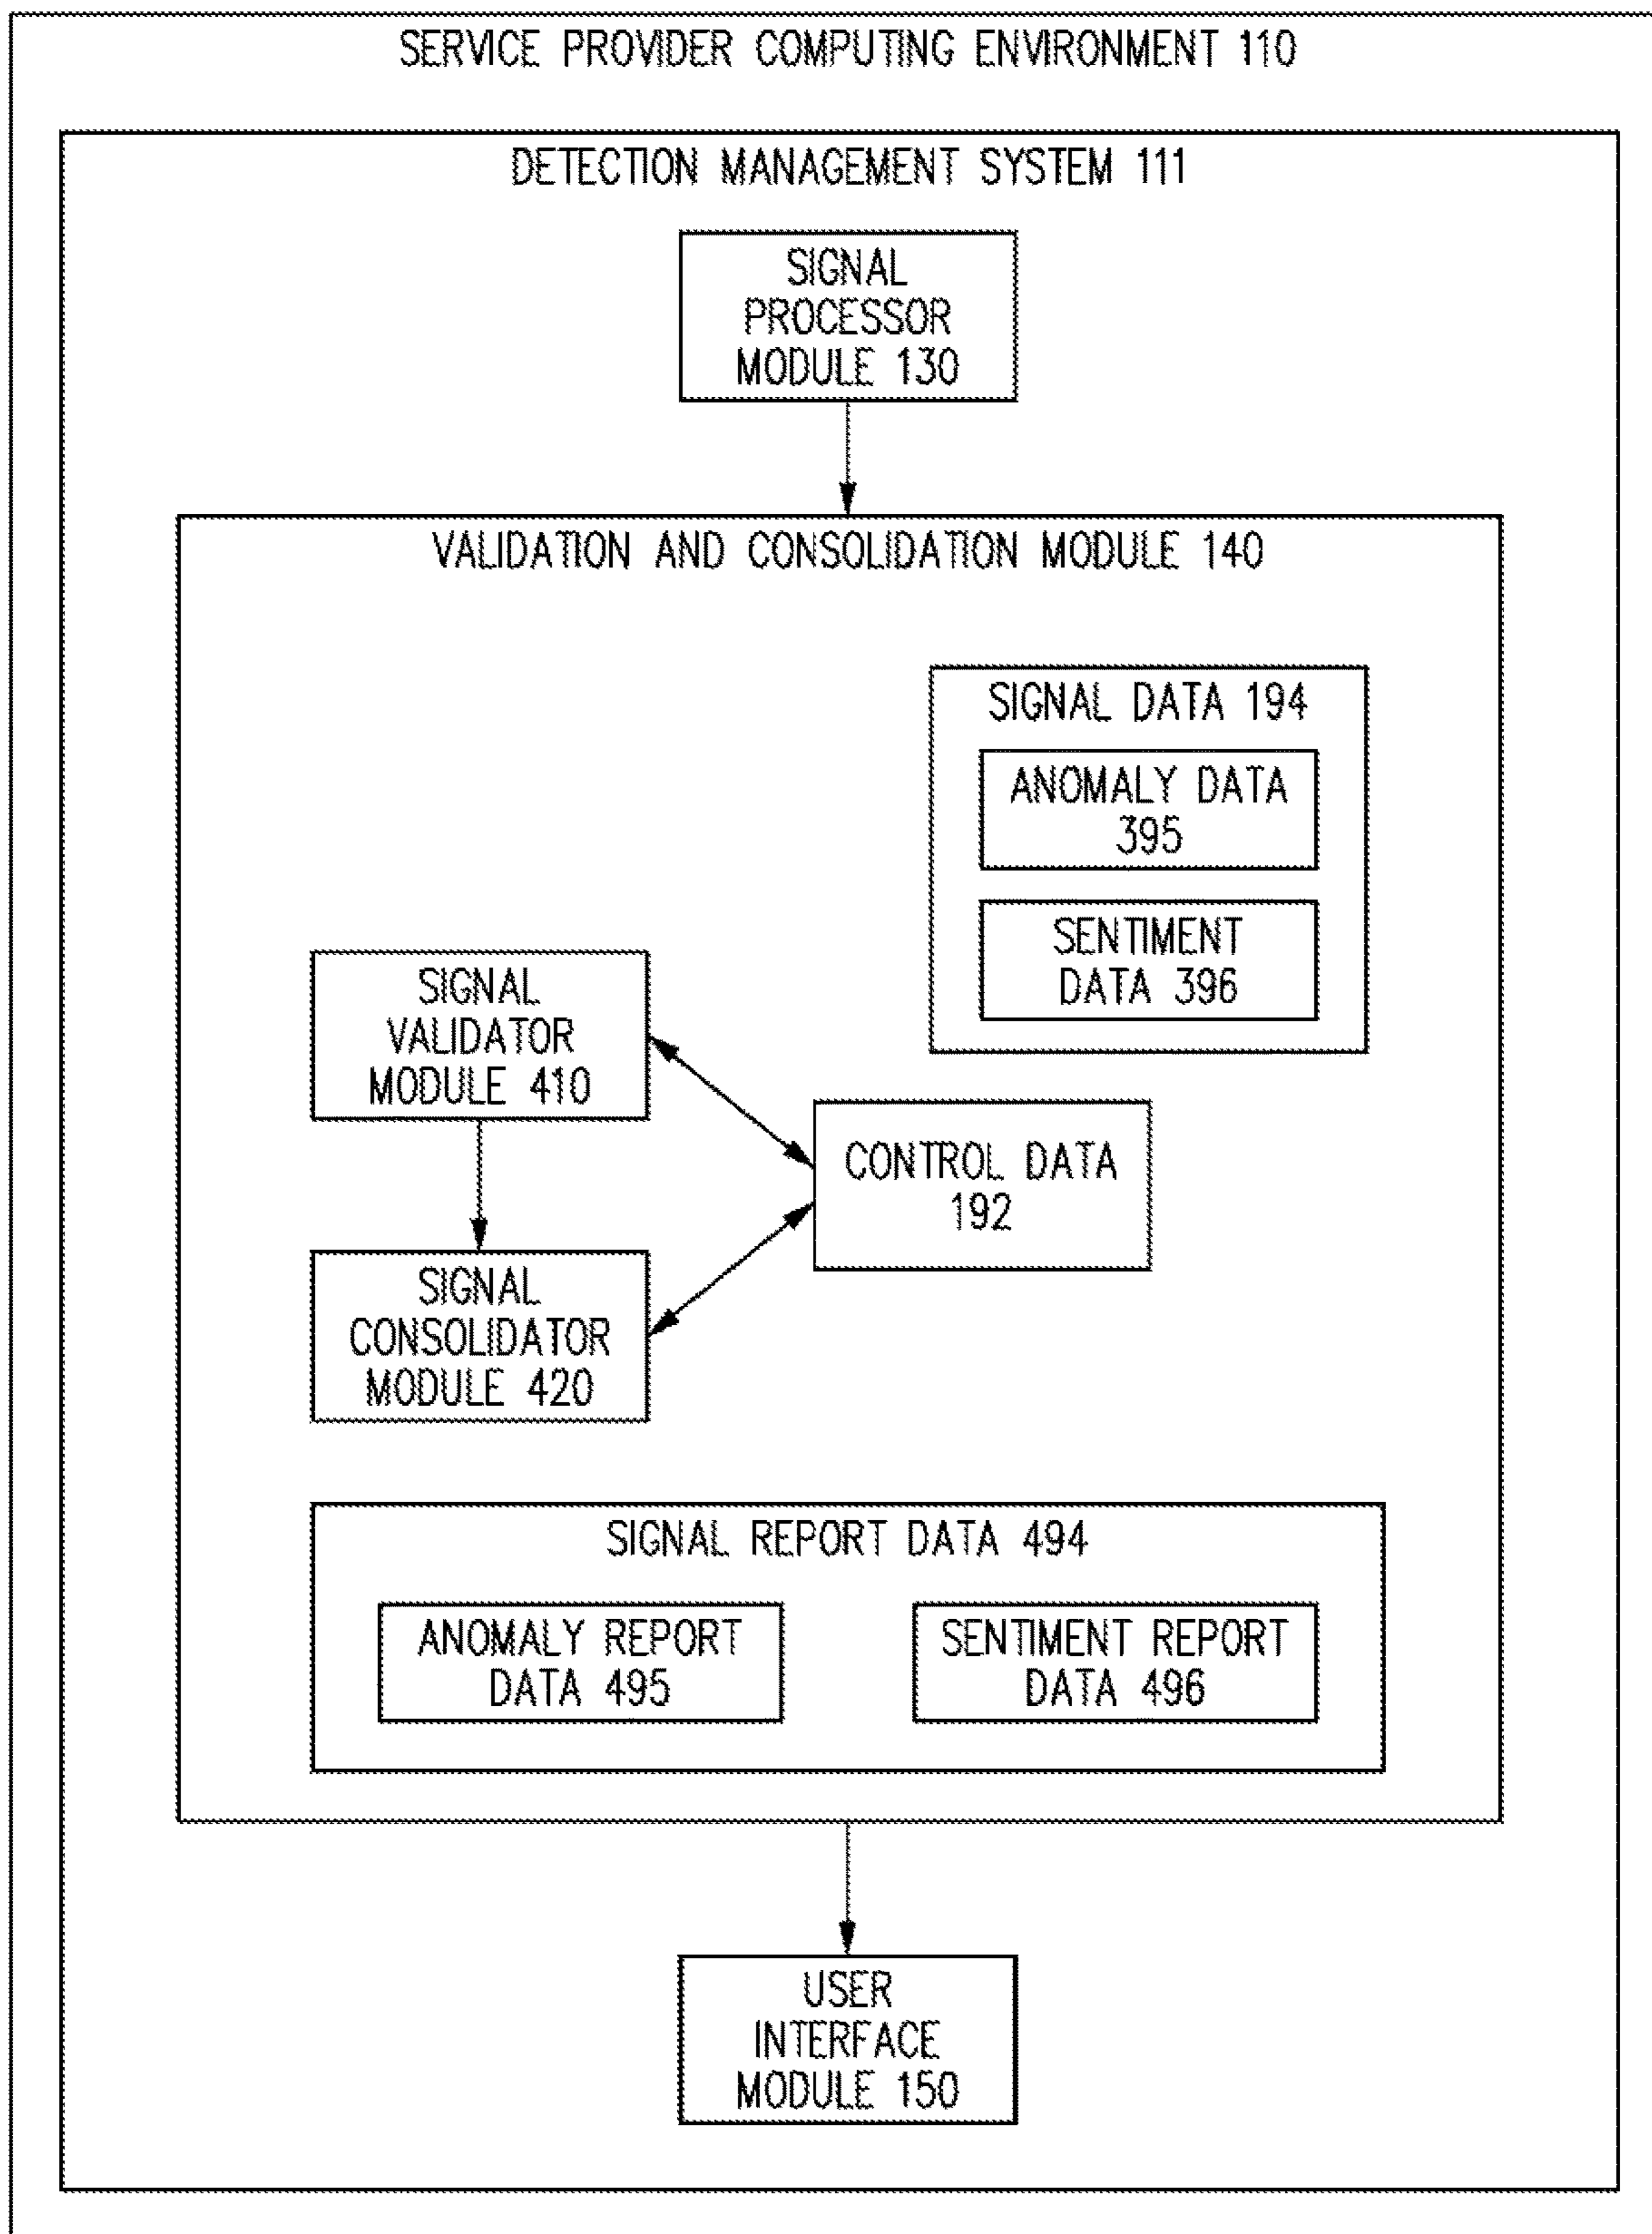 SERVICE PROVIDER COMPUTING ENVIRONMENT 110
DETECTION MANAGEMENT SYSTEM 111
SIGNAL
PROCESSOR
MODULE 130
VALIDATION AND CONSOLIDATION MODULE 140
SIGNAL DATA 194
ANOMALY DATA
395
SENTIMENT
DATA 396
SIGNAL
VALIDATOR
MODULE 410
CONTROL DATA
192
SIGNAL
CONSOLIDATOR
MODULE 420
SIGNAL REPORT DATA 494
ANOMALY REPORT
DATA 495
SENTIMENT REPORT
DATA 496
USER
INTERFACE
MODULE 150